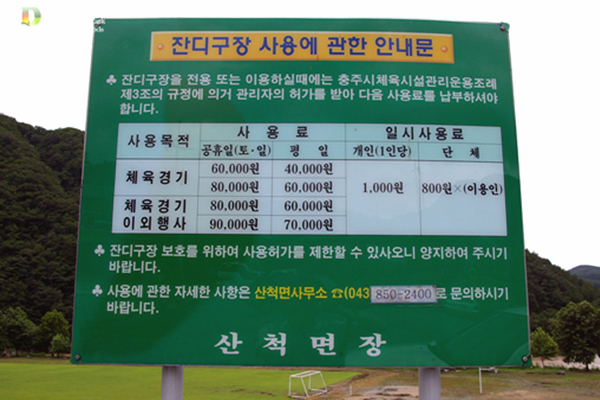 잔디구장 사용에 관한 안내문
♣ 잔디구장을 전용 또는 이용하실때에는 충주시체육시설관리운용조례
제3조의 규정에 의거 관리자의 허가를 받아 다음 사용료를 납부하셔야
합니다.
사용목적 사용료 일시사용료
공휴일(토·일) 평일 개인(1인당) 단체
체육경기 60,000원 40,000원 1,000원 800원×(이용인)
80,000원 60,000원
체육경기 80,000원 60,000원
이외행사 90,000원 70,000원
♣ 잔디구장 보호를 위하여 사용허가를 제한할 수 있사오니 양지하여 주시기
바랍니다.
♣ 사용에 관한 자세한 사항은 산척면사무소 ☎(043 850-2400로 문의하시기
바랍니다.
산척면장